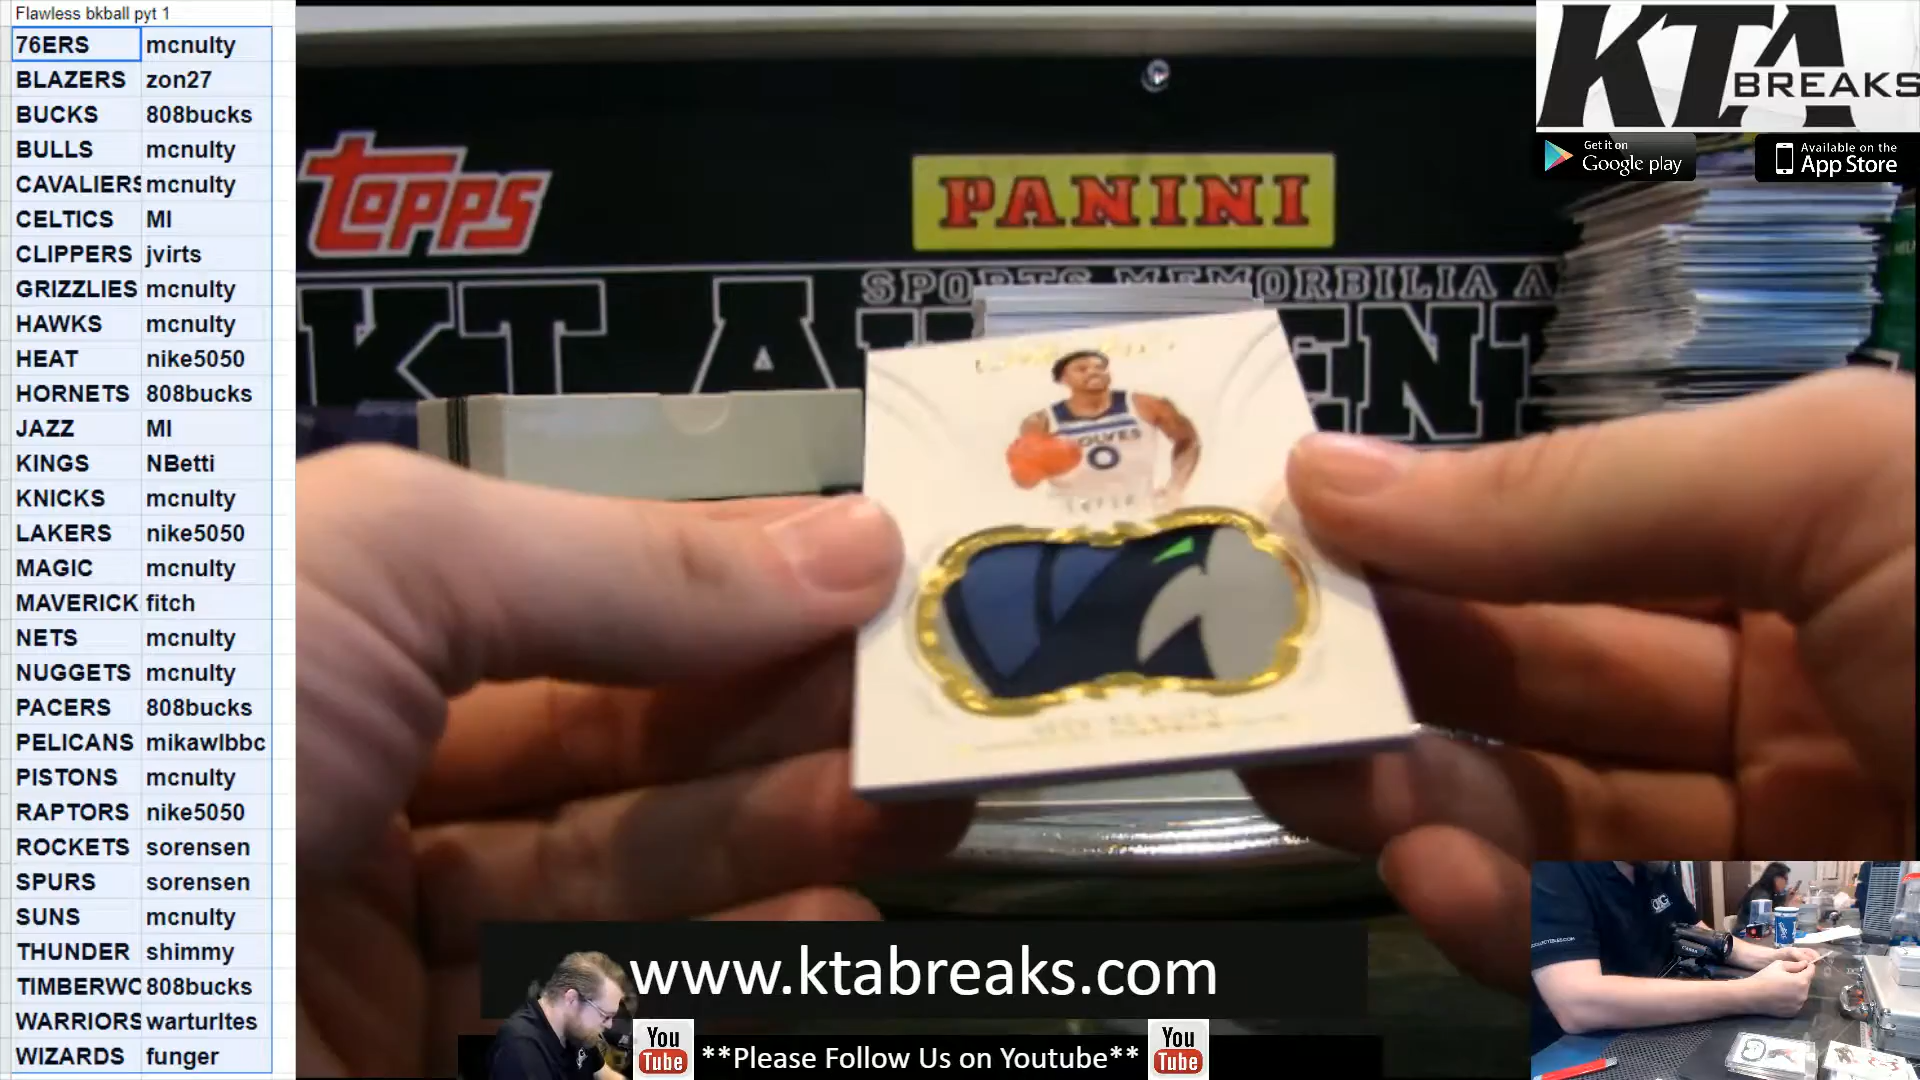 Flawless bkball pyt 1
76ERS mcnulty
BLAZERS zon27
BUCKS 808bucks
BULLS mcnulty
CAVALIERS mcnulty
CELTICS MI
CLIPPERS jvirts
GRIZZLIES mcnulty
HAWKS mcnulty
HEAT nike5050
HORNETS 808bucks
JAZZ MI
KINGS NBetti
KNICKS mcnulty
LAKERS nike5050
MAGIC mcnulty
MAVERICK fitch
NETS mcnulty
NUGGETS mcnulty
PACERS 808bucks
PELICANS mikawlbbc
PISTONS mcnulty
RAPTORS nike5050
ROCKETS sorensen
SPURS sorensen
SUNS mcnulty
THUNDER shimmy
TIMBERWO 808bucks
WARRIORS warturltes
WIZARDS funger
KTA BREAKS
Get it on
Google play
Available on the
App Store
topps
PANINI
SPORTS MEMORBILIA A
KTA
WOLVES
0
www.ktabreaks.com
You Tube **Please Follow Us on Youtube** You Tube